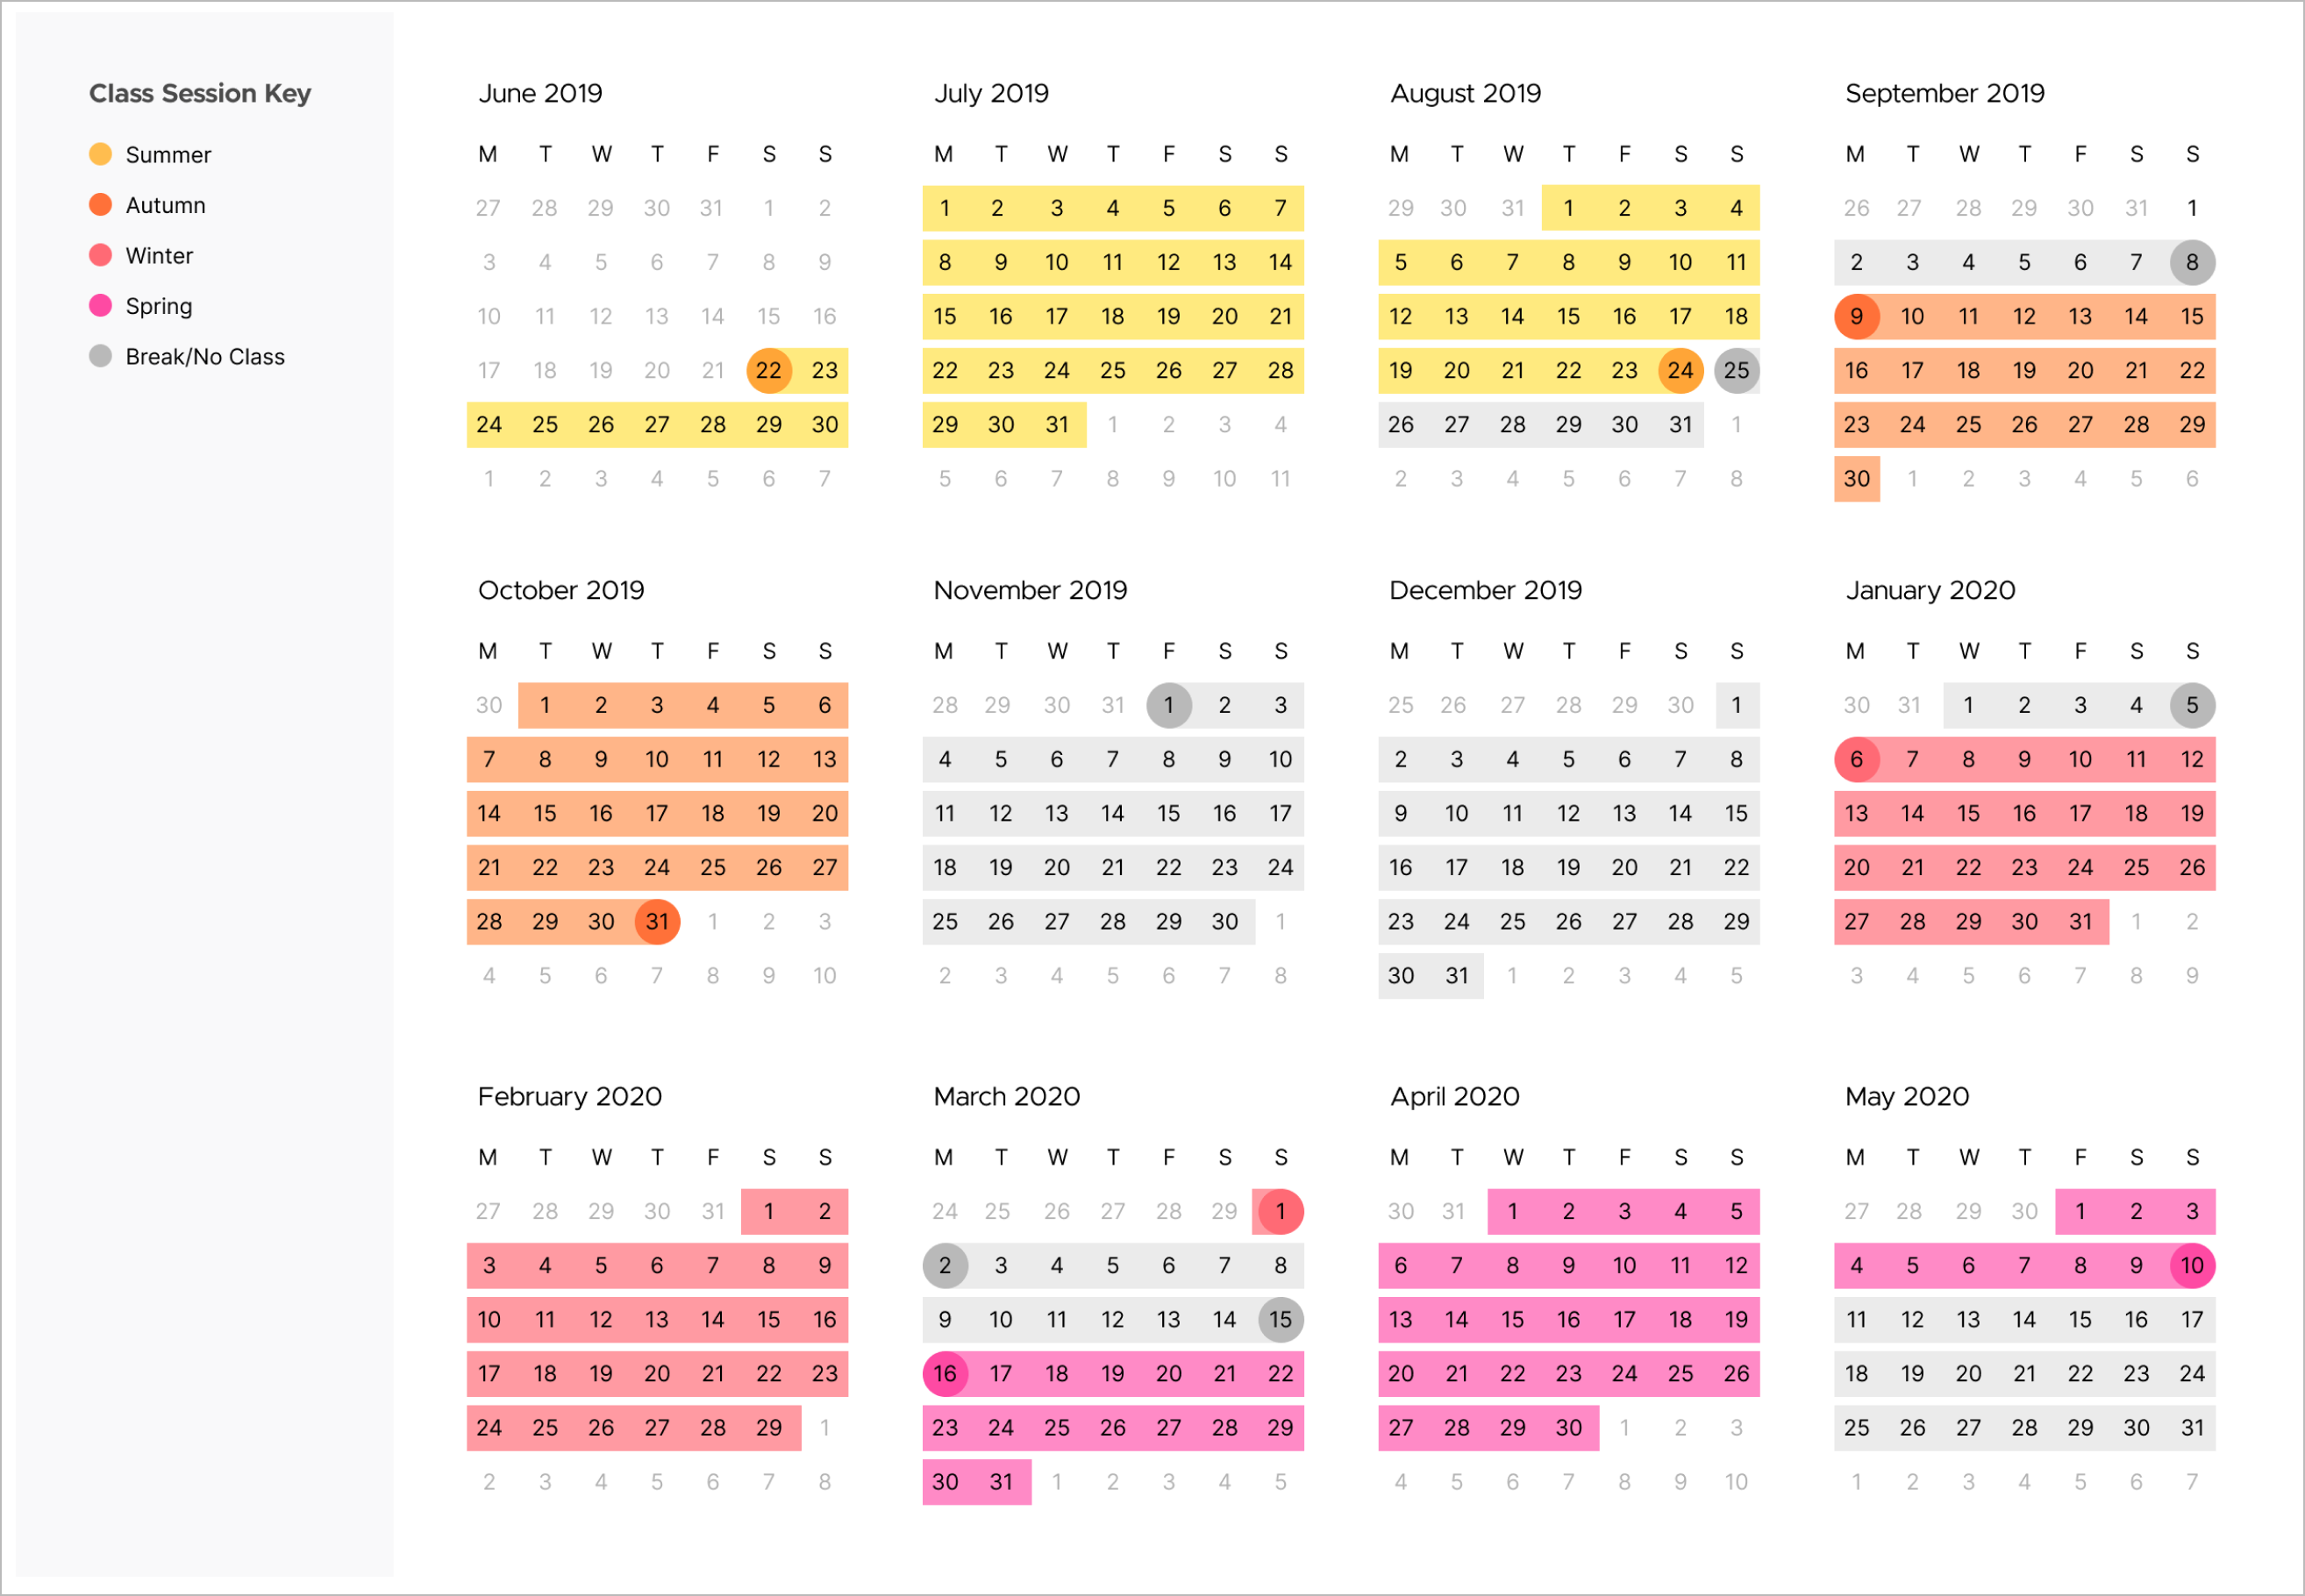 Class Session Key
Summer
Autumn
Winter
Spring
Break/No Class
June 2019
M T W T F S S
27 28 29 30 31 1 2
3 4 5 6 7 8 9
10 11 12 13 14 15 16
17 18 19 20 21 22 23
24 25 26 27 28 29 30
1 2 3 4 5 6 7
July 2019
M T W T F S S
1 2 3 4 5 6 7
8 9 10 11 12 13 14
15 16 17 18 19 20 21
22 23 24 25 26 27 28
29 30 31 1 2 3 4
5 6 7 8 9 10 11
August 2019
M T W T F S S
29 30 31 1 2 3 4
5 6 7 8 9 10 11
12 13 14 15 16 17 18
19 20 21 22 23 24 25
26 27 28 29 30 31 1
2 3 4 5 6 7 8
September 2019
M T W T F S S
26 27 28 29 30 31 1
2 3 4 5 6 7 8
9 10 11 12 13 14 15
16 17 18 19 20 21 22
23 24 25 26 27 28 29
30 1 2 3 4 5 6
October 2019
M T W T F S S
30 1 2 3 4 5 6
7 8 9 10 11 12 13
14 15 16 17 18 19 20
21 22 23 24 25 26 27
28 29 30 31 1 2 3
4 5 6 7 8 9 10
November 2019
M T W T F S S
28 29 30 31 1 2 3
4 5 6 7 8 9 10
11 12 13 14 15 16 17
18 19 20 21 22 23 24
25 26 27 28 29 30 1
2 3 4 5 6 7 8
December 2019
M T W T F S S
25 26 27 28 29 30 1
2 3 4 5 6 7 8
9 10 11 12 13 14 15
16 17 18 19 20 21 22
23 24 25 26 27 28 29
30 31 1 2 3 4 5
January 2020
M T W T F S S
30 31 1 2 3 4 5
6 7 8 9 10 11 12
13 14 15 16 17 18 19
20 21 22 23 24 25 26
27 28 29 30 31 1 2
3 4 5 6 7 8 9
February 2020
M T W T F S S
27 28 29 30 31 1 2
3 4 5 6 7 8 9
10 11 12 13 14 15 16
17 18 19 20 21 22 23
24 25 26 27 28 29 1
2 3 4 5 6 7 8
March 2020
M T W T F S S
24 25 26 27 28 29 1
2 3 4 5 6 7 8
9 10 11 12 13 14 15
16 17 18 19 20 21 22
23 24 25 26 27 28 29
30 31 1 2 3 4 5
April 2020
M T W T F S S
30 31 1 2 3 4 5
6 7 8 9 10 11 12
13 14 15 16 17 18 19
20 21 22 23 24 25 26
27 28 29 30 1 2 3
4 5 6 7 8 9 10
May 2020
M T W T F S S
27 28 29 30 1 2 3
4 5 6 7 8 9 10
11 12 13 14 15 16 17
18 19 20 21 22 23 24
25 26 27 28 29 30 31
1 2 3 4 5 6 7